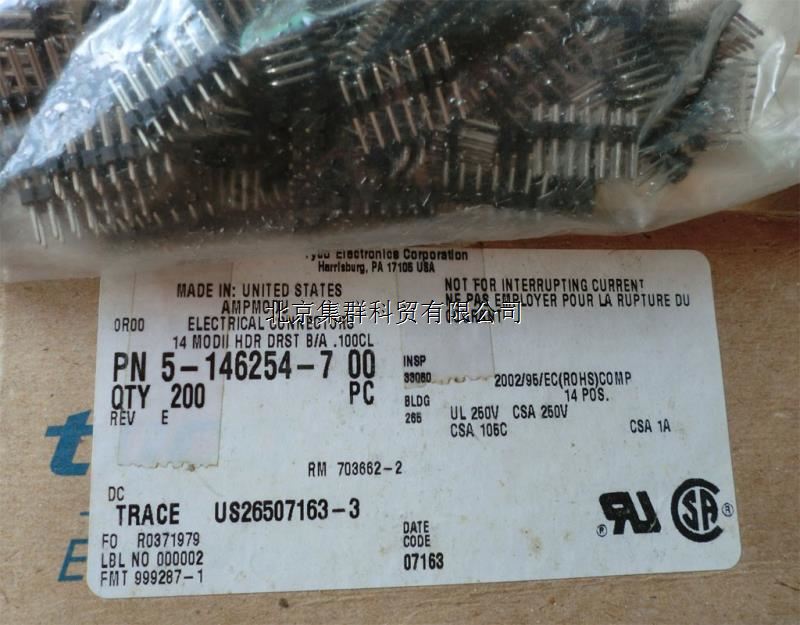 Tyco Electronics Corporation
Harrisburg, PA 17105 USA
MADE IN: UNITED STATES
NOT FOR INTERRUPTING CURRENT
NE PAS EMPLOYER POUR LA RUPTURE DU
北京集群科贸有限公司
0R00 ELECTRICAL CONNECTORS
14 MODII HDR DRST B/A .100CL
PN 5-146254-7 00
INSP
33060
2002/95/EC(ROHS)COMP
QTY 200 PC
BLDG
265
14 POS.
REV E
UL 250V CSA 250V
CSA 105C CSA 1A
RM 703662-2
DC
TRACE US26507163-3
FO R0371979
LBL NO 000002
FMT 999287-1
DATE
CODE
07163